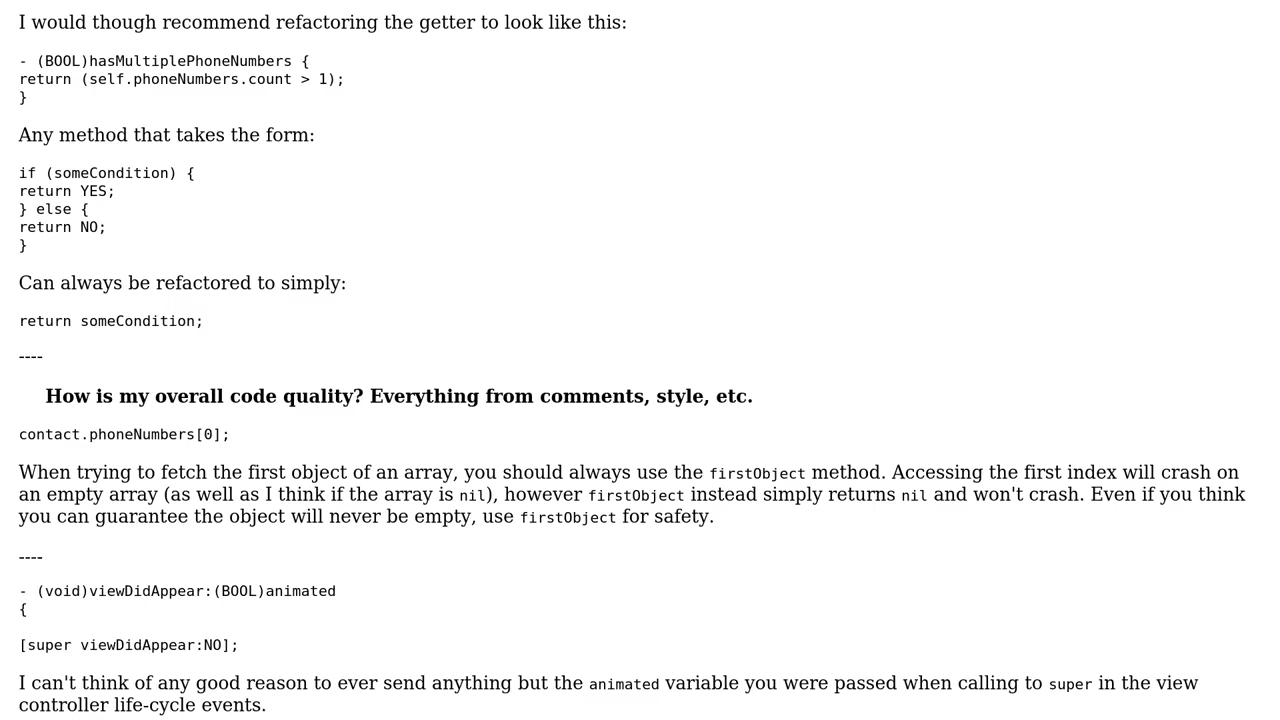 I would though recommend refactoring the getter to look like this:
- (BOOL)hasMultiplePhoneNumbers {
return (self.phoneNumbers.count > 1);
}
Any method that takes the form:
if (someCondition) {
return YES;
} else {
return NO;
}
Can always be refactored to simply:
return someCondition;
----
How is my overall code quality? Everything from comments, style, etc.
contact.phoneNumbers[0];
When trying to fetch the first object of an array, you should always use the firstObject method. Accessing the first index will crash on
an empty array (as well as I think if the array is nil), however firstObject instead simply returns nil and won't crash. Even if you think
you can guarantee the object will never be empty, use firstObject for safety.
----
- (void)viewDidAppear:(BOOL)animated
{
[super viewDidAppear:NO];
I can't think of any good reason to ever send anything but the animated variable you were passed when calling to super in the view
controller life-cycle events.